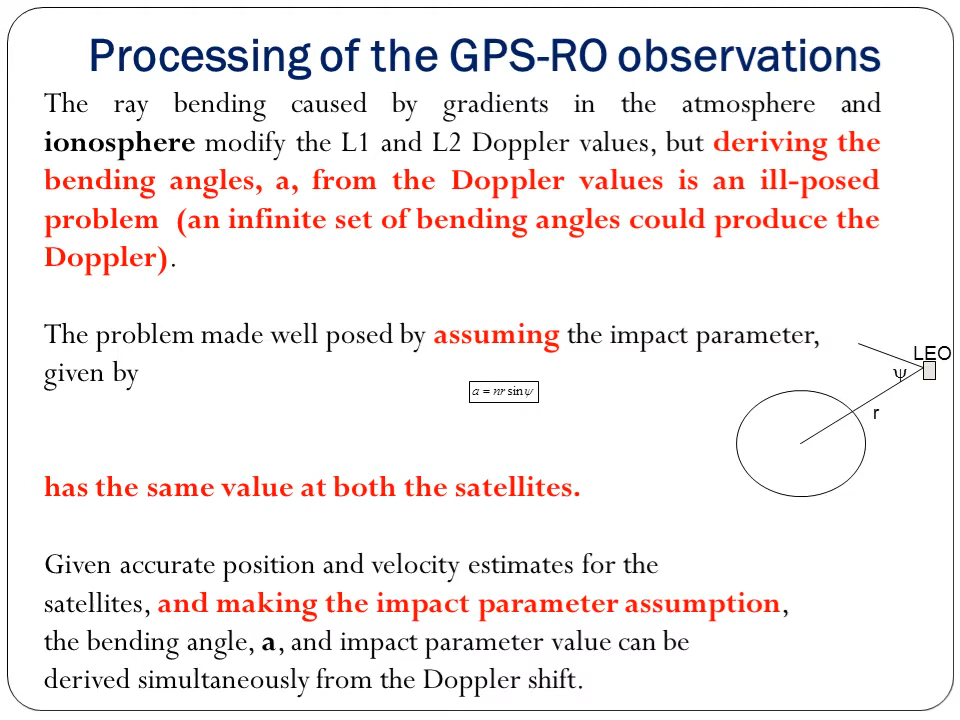 Processing of the GPS-RO observations
The ray bending caused by gradients in the atmosphere and
ionosphere modify the L1 and L2 Doppler values, but deriving the
bending angles, a, from the Doppler values is an ill-posed
problem (an infinite set of bending angles could produce the
Doppler).
The problem made well posed by assuming the impact parameter,
given by
a = nr sin ψ
LEO
ψ
r
has the same value at both the satellites.
Given accurate position and velocity estimates for the
satellites, and making the impact parameter assumption,
the bending angle, a, and impact parameter value can be
derived simultaneously from the Doppler shift.